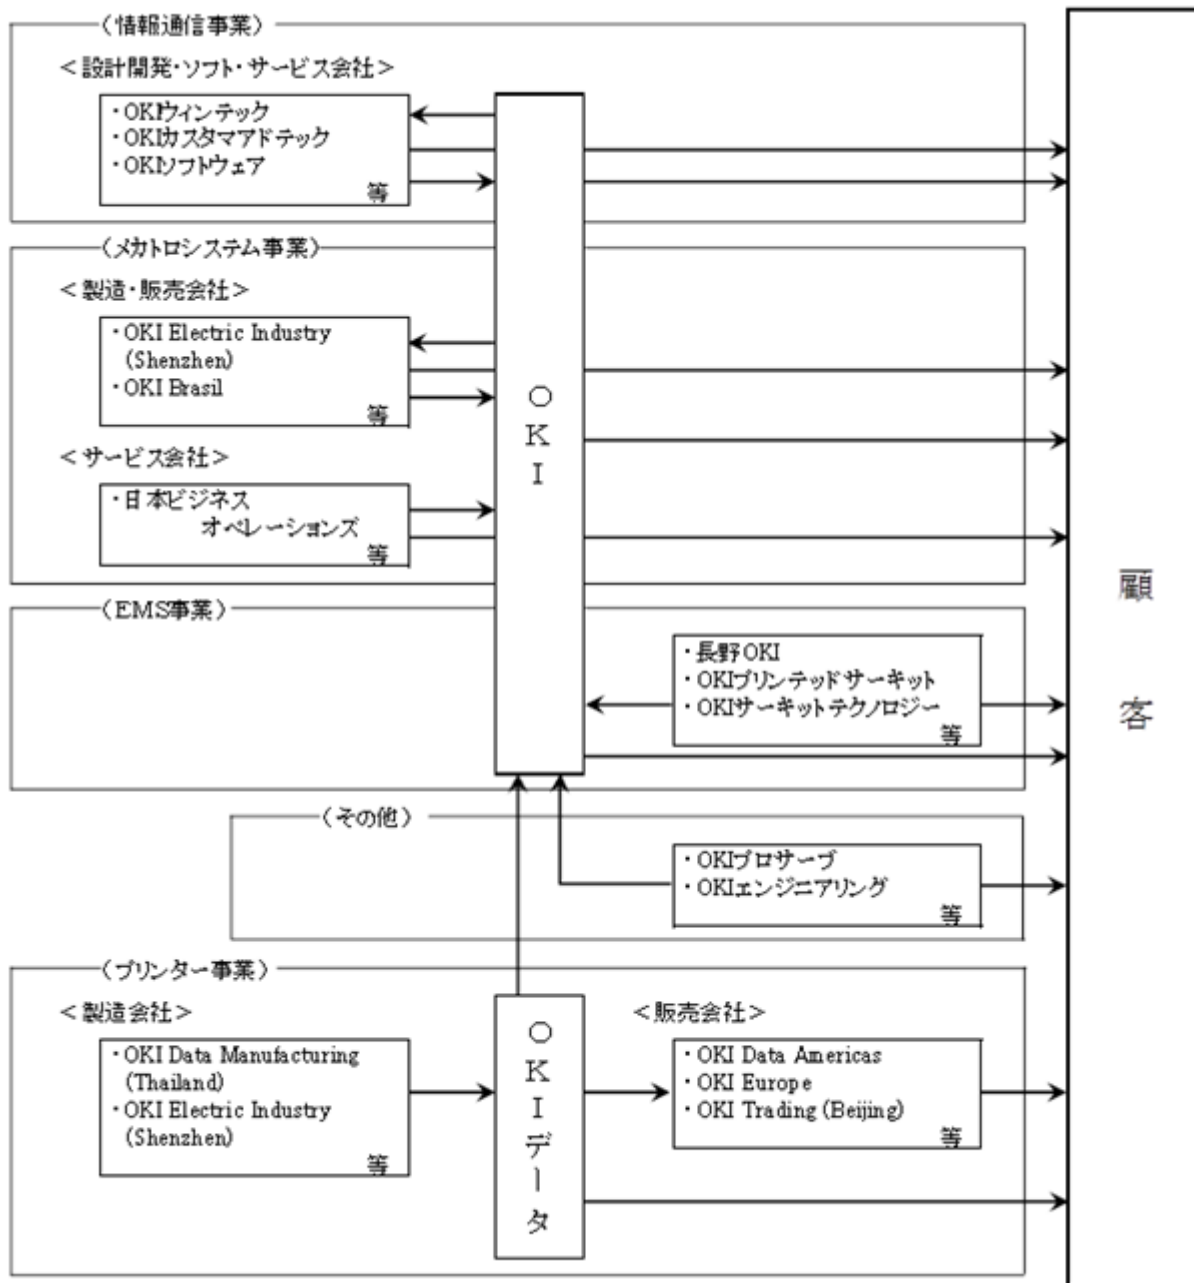 （情報通信事業）
＜設計開発・ソフト・サービス会社＞
・OKIウィンテック
・OKIカスタマアドテック
・OKIソフトウェア
等
（メカトロシステム事業）
＜製造・販売会社＞
・OKI Electric Industry
(Shenzhen)
・OKI Brasil
等
＜サービス会社＞
・日本ビジネス
オペレーションズ
等
OKI
（EMS事業）
・長野OKI
・OKIプリンテッドサーキット
・OKIサーキットテクノロジー
等
（その他）
・OKIプロサーブ
・OKIエンジニアリング
等
（プリンター事業）
＜製造会社＞
・OKI Data Manufacturing
(Thailand)
・OKI Electric Industry
(Shenzhen)
等
OKIデータ
＜販売会社＞
・OKI Data Americas
・OKI Europe
・OKI Trading (Beijing)
等
顧客